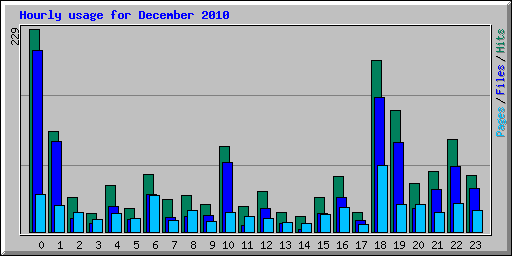 Hourly usage for December 2010
229
Pages / Files / Hits
0 1 2 3 4 5 6 7 8 9 10 11 12 13 14 15 16 17 18 19 20 21 22 23